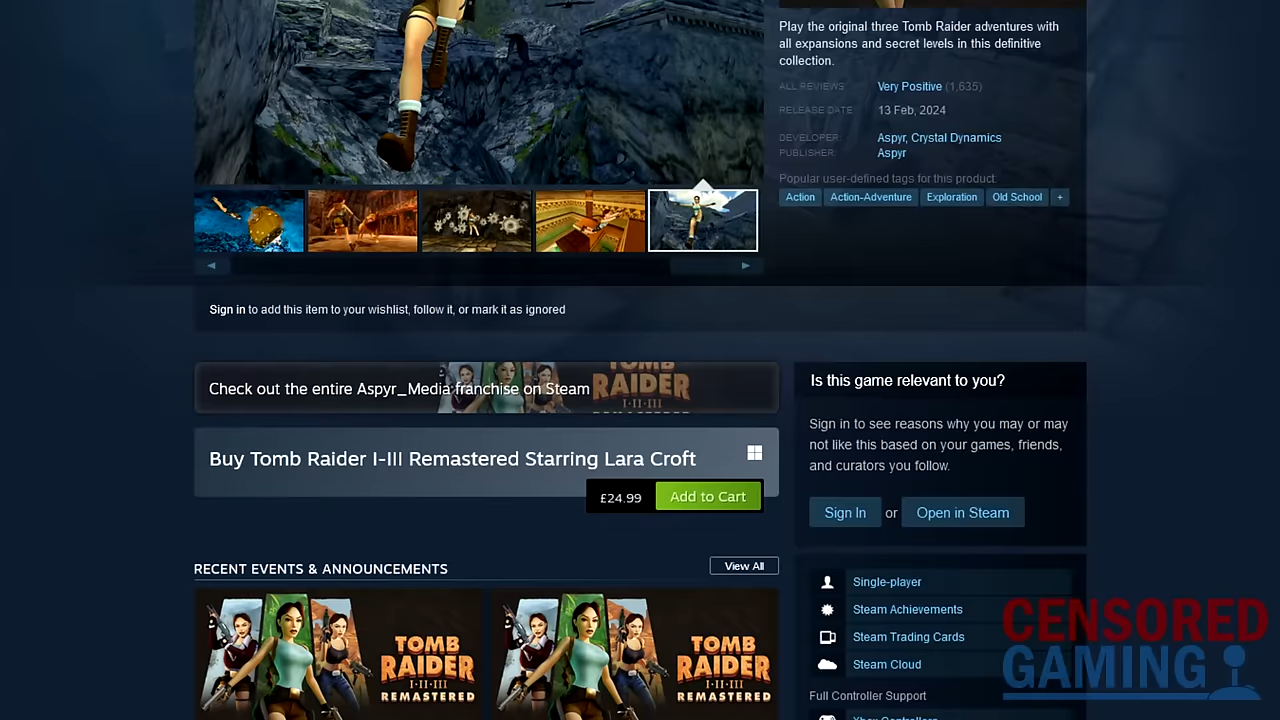 Play the original three Tomb Raider adventures with
all expansions and secret levels in this definitive
collection.
ALL REVIEWS Very Positive (1,635)
RELEASE DATE: 13 Feb, 2024
DEVELOPER: Aspyr, Crystal Dynamics
PUBLISHER: Aspyr
Popular user-defined tags for this product:
Action Action-Adventure Exploration Old School +
Sign in to add this item to your wishlist, follow it, or mark it as ignored
Check out the entire Aspyr_Media franchise on Steam
TOMB
RAIDER
I·II·III
REMASTERED
Buy Tomb Raider I-III Remastered Starring Lara Croft
£24.99 Add to Cart
Is this game relevant to you?
Sign in to see reasons why you may or may
not like this based on your games, friends,
and curators you follow.
Sign In or Open in Steam
RECENT EVENTS & ANNOUNCEMENTS View All
TOMB
RAIDER
I·II·III
REMASTERED
TOMB
RAIDER
I·II·III
REMASTERED
Single-player
Steam Achievements
Steam Trading Cards
Steam Cloud
Full Controller Support
Xbox Controllers
CENSORED
GAMING